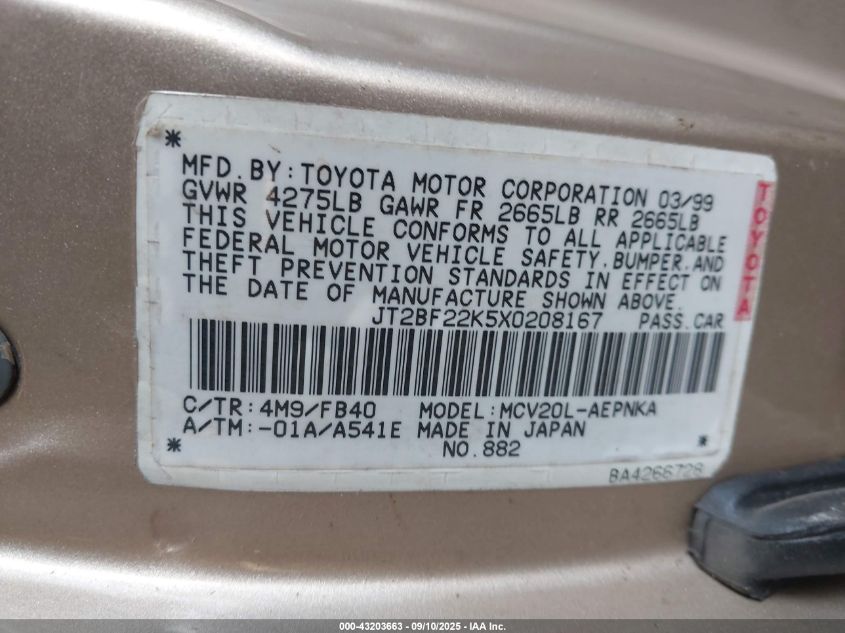 MFD.BY:TOYOTA MOTOR CORPORATION 03/99
GVWR 4275LB GAWR FR 2665LB RR 2665LB
THIS VEHICLE CONFORMS TO ALL APPLICABLE
FEDERAL MOTOR VEHICLE SAFETY,BUMPER,AND
THEFT PREVENTION STANDARDS IN EFFECT ON
THE DATE OF MANUFACTURE SHOWN ABOVE.
TOYOTA
JT2BF22K5X0208167 PASS.CAR
C/TR:4M9/FB40 MODEL:MCV20L-AEPNKA
A/TM:-01A/A541E MADE IN JAPAN
NO.882
BA4266728
000-43203663 - 09/10/2025 - IAA Inc.